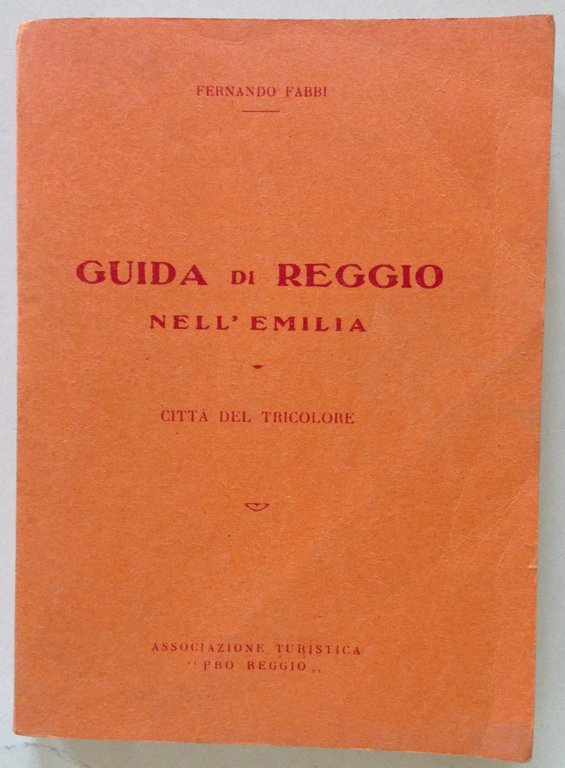 FERNANDO FABBI
GUIDA DI REGGIO
NELL' EMILIA
CITTÀ DEL TRICOLORE
ASSOCIAZIONE TURISTICA
“ PRO REGGIO „